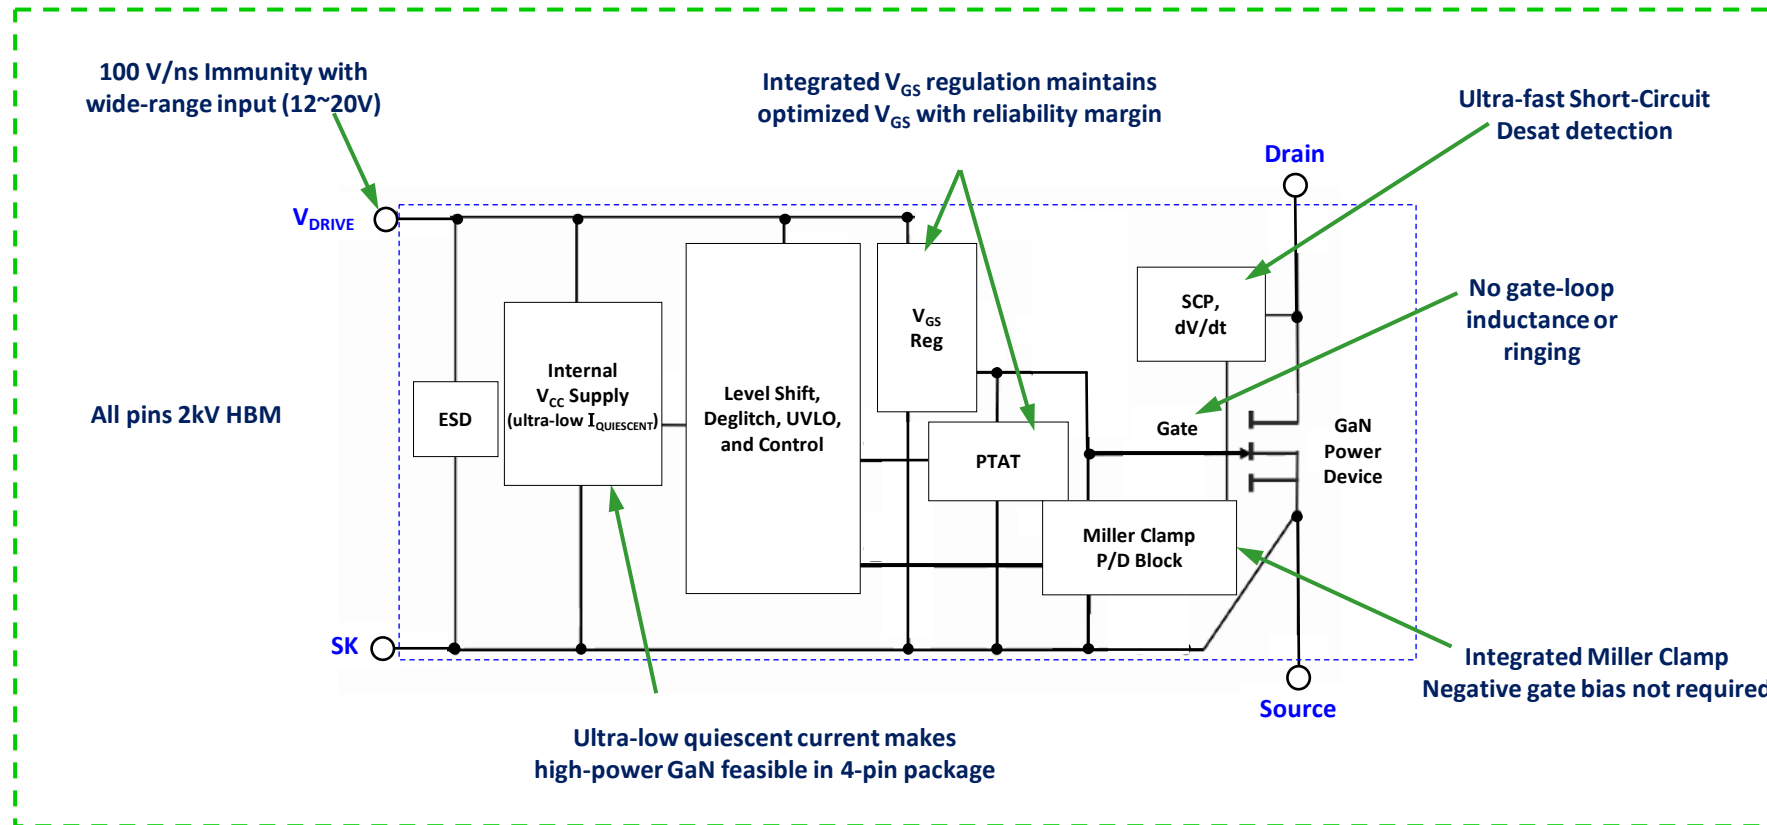 100 V/ns Immunity with
wide-range input (12~20V)
Integrated VGS regulation maintains
optimized VGS with reliability margin
Ultra-fast Short-Circuit
Desat detection
Drain
VDRIVE
No gate-loop
inductance or
ringing
SCP,
dV/dt
VGS
Reg
Internal
VCC Supply
(ultra-low IQUIESCENT)
Level Shift,
Deglitch, UVLO,
and Control
All pins 2kV HBM
ESD
PTAT
Gate
GaN
Power
Device
Miller Clamp
P/D Block
SK
Integrated Miller Clamp
Negative gate bias not required
Source
Ultra-low quiescent current makes
high-power GaN feasible in 4-pin package